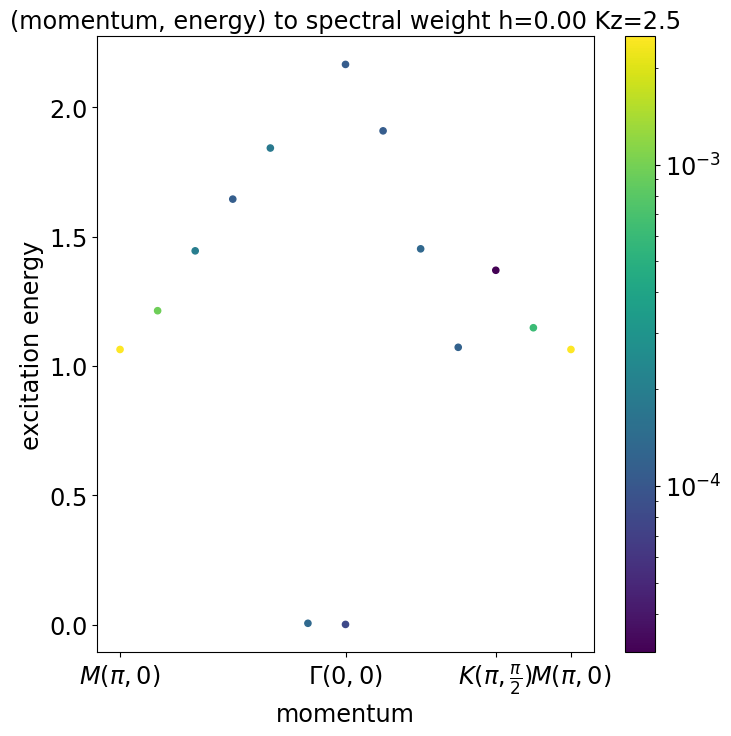 (momentum, energy) to spectral weight h=0.00 Kz=2.5
2.0
1.5
1.0
0.5
0.0
excitation energy
M(π, 0) Γ(0, 0) K(π, π/2) M(π, 0)
momentum
10⁻³
10⁻⁴